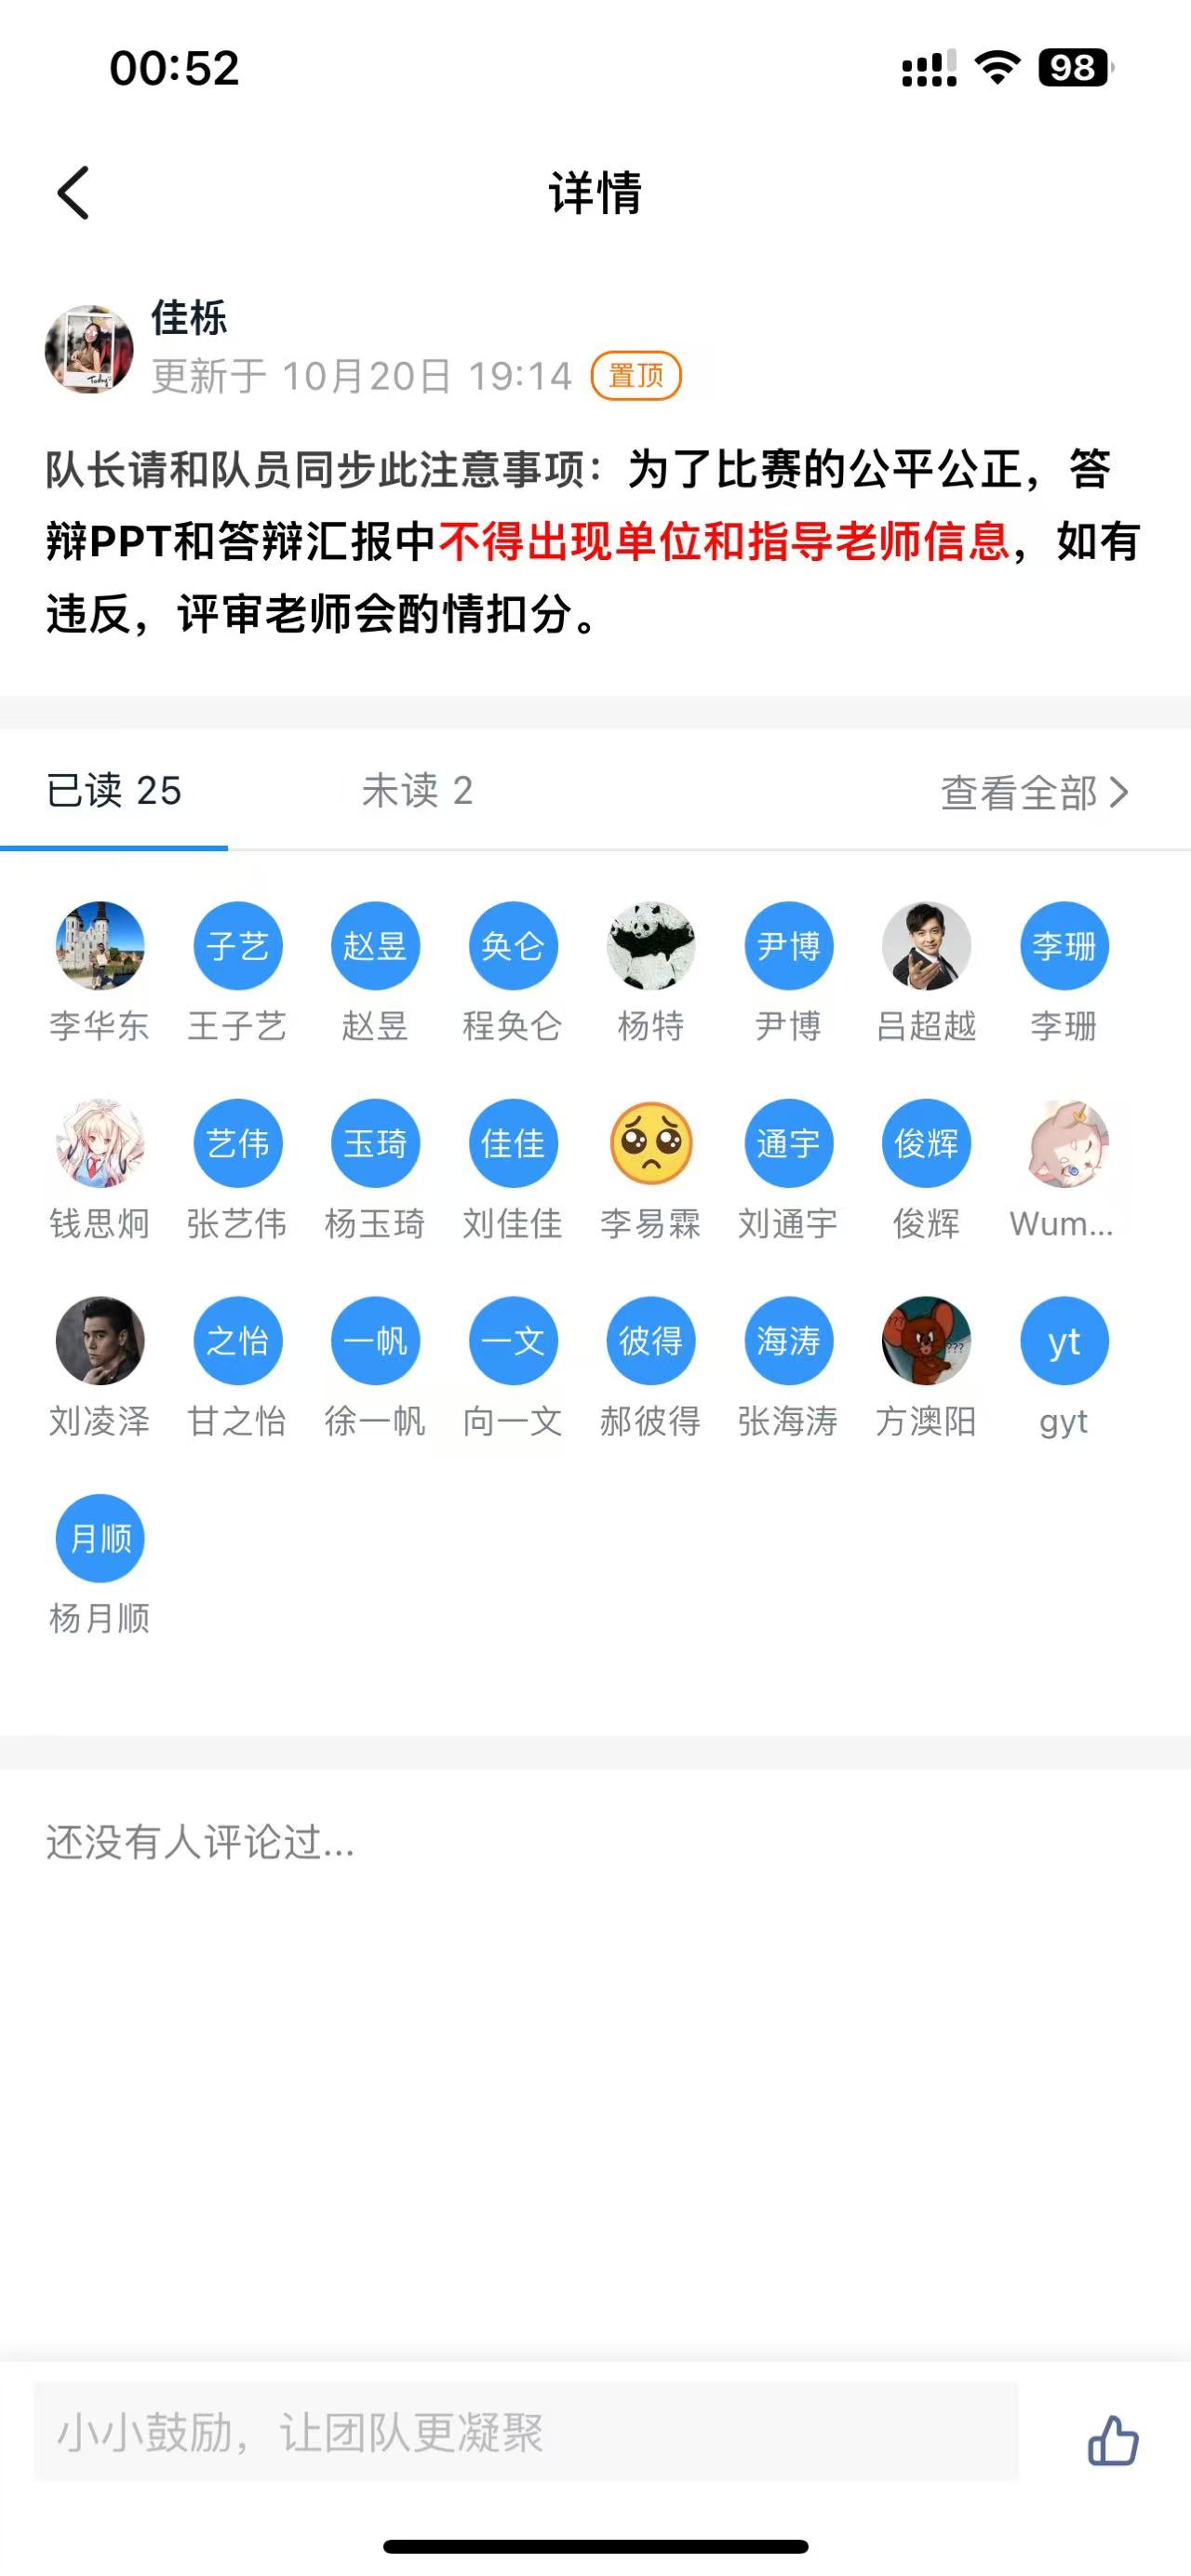 00:52
98
详情
佳栎
更新于 10月20日 19:14 置顶
队长请和队员同步此注意事项：为了比赛的公平公正，答
辩PPT和答辩汇报中不得出现单位和指导老师信息，如有
违反，评审老师会酌情扣分。
已读 25 未读 2 查看全部
子艺 赵昱 奂仑 尹博 李珊
李华东 王子艺 赵昱 程奂仑 杨特 尹博 吕超越 李珊
艺伟 玉琦 佳佳 通宇 俊辉
钱思炯 张艺伟 杨玉琦 刘佳佳 李易霖 刘通宇 俊辉 Wum...
之怡 一帆 一文 彼得 海涛 ??? yt
刘凌泽 甘之怡 徐一帆 向一文 郝彼得 张海涛 方澳阳 gyt
月顺
杨月顺
还没有人评论过...
小小鼓励，让团队更凝聚